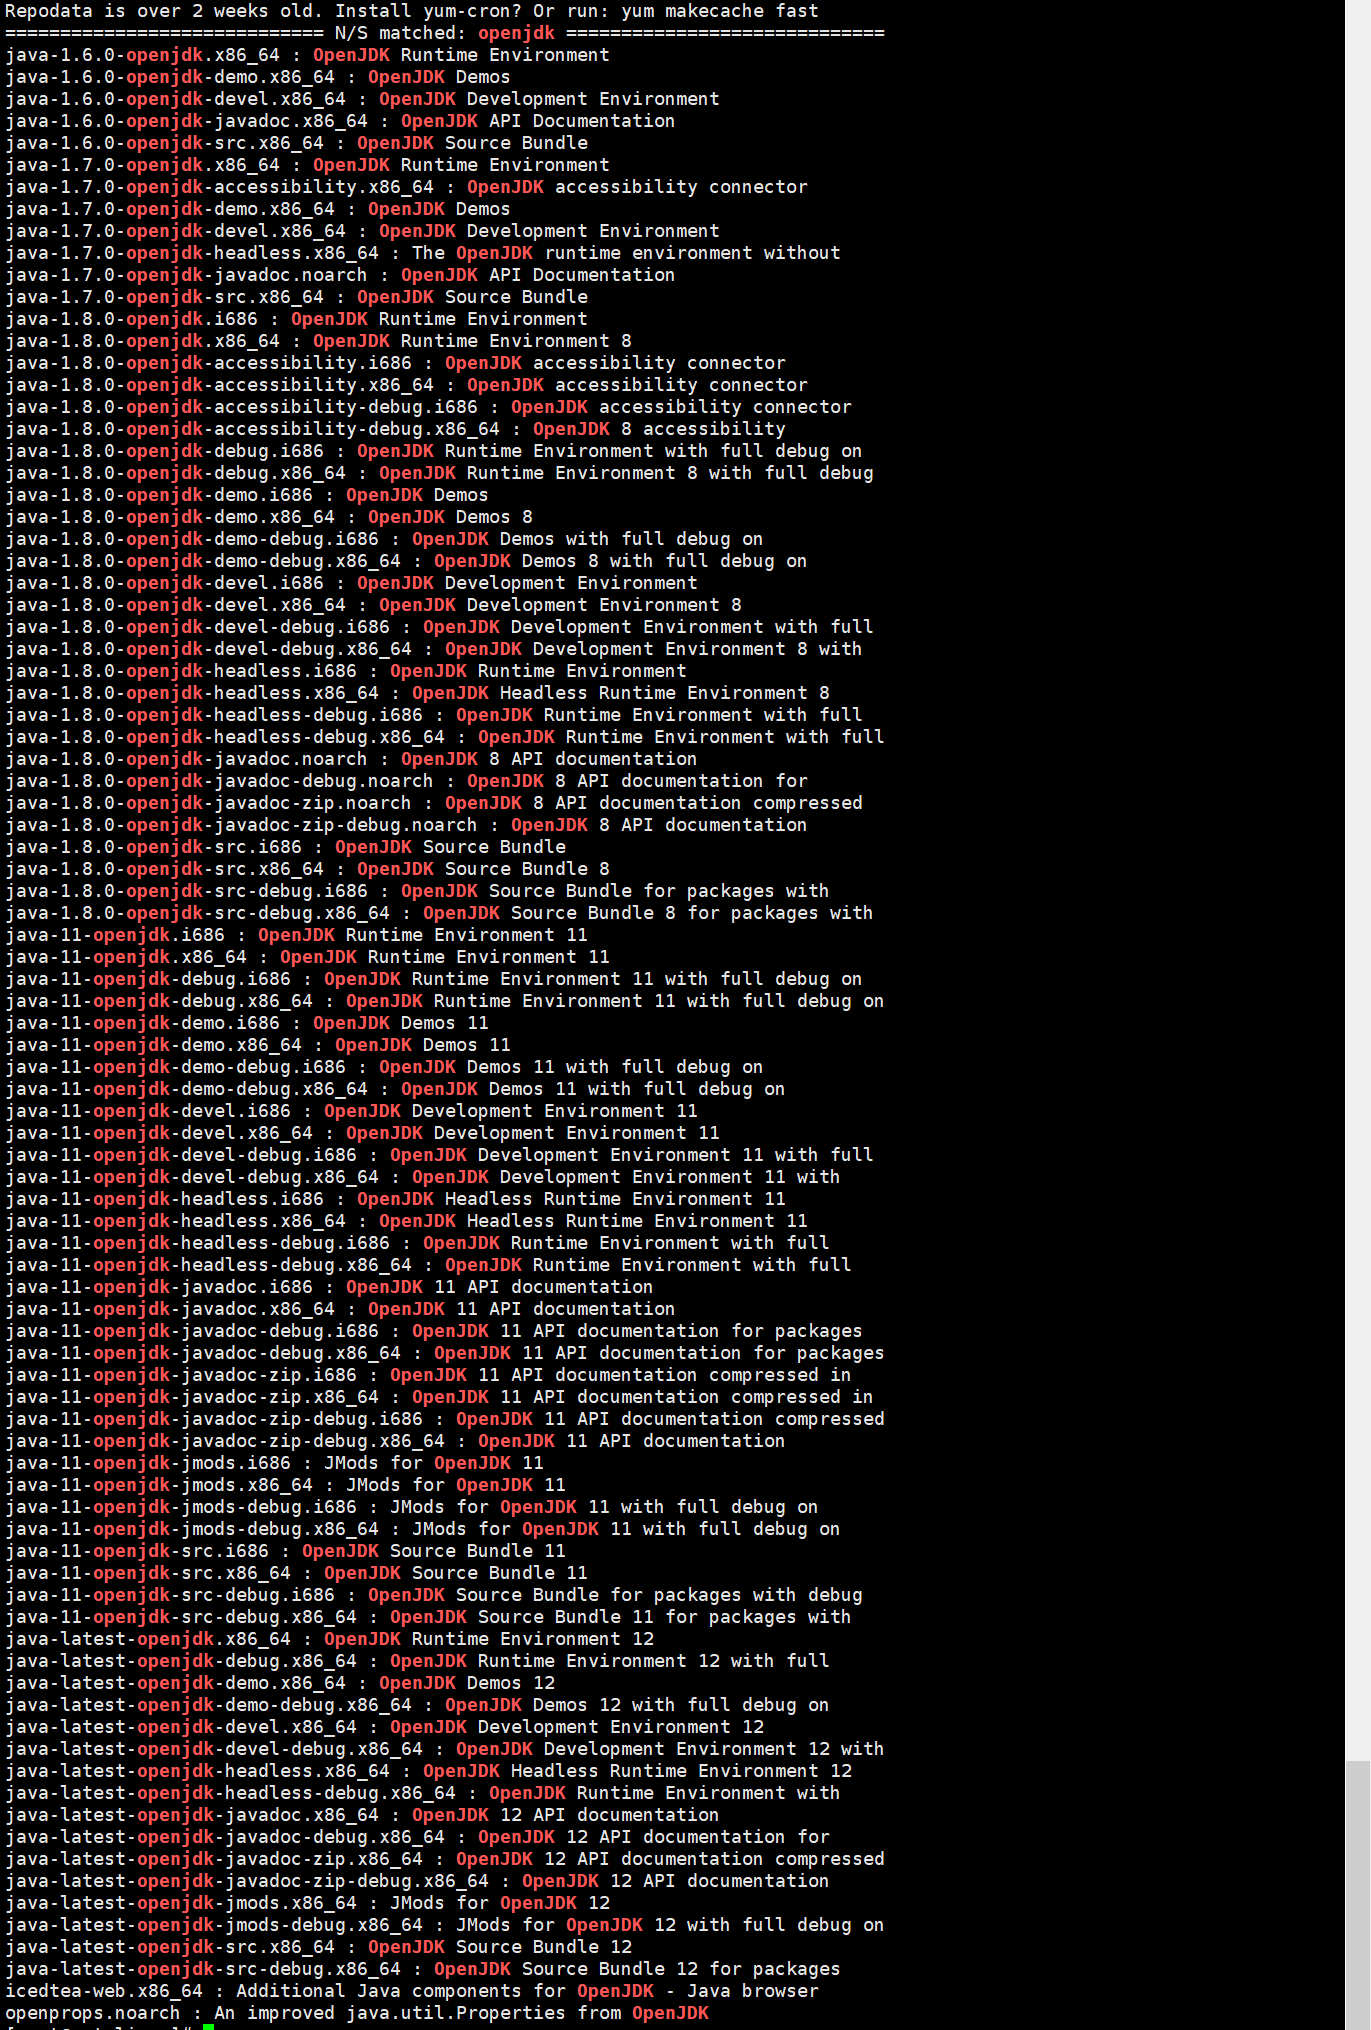 Repodata is over 2 weeks old. Install yum-cron? Or run: yum makecache fast
============================= N/S matched: openjdk =============================
java-1.6.0-openjdk.x86_64 : OpenJDK Runtime Environment
java-1.6.0-openjdk-demo.x86_64 : OpenJDK Demos
java-1.6.0-openjdk-devel.x86_64 : OpenJDK Development Environment
java-1.6.0-openjdk-javadoc.x86_64 : OpenJDK API Documentation
java-1.6.0-openjdk-src.x86_64 : OpenJDK Source Bundle
java-1.7.0-openjdk.x86_64 : OpenJDK Runtime Environment
java-1.7.0-openjdk-accessibility.x86_64 : OpenJDK accessibility connector
java-1.7.0-openjdk-demo.x86_64 : OpenJDK Demos
java-1.7.0-openjdk-devel.x86_64 : OpenJDK Development Environment
java-1.7.0-openjdk-headless.x86_64 : The OpenJDK runtime environment without
java-1.7.0-openjdk-javadoc.noarch : OpenJDK API Documentation
java-1.7.0-openjdk-src.x86_64 : OpenJDK Source Bundle
java-1.8.0-openjdk.i686 : OpenJDK Runtime Environment
java-1.8.0-openjdk.x86_64 : OpenJDK Runtime Environment 8
java-1.8.0-openjdk-accessibility.i686 : OpenJDK accessibility connector
java-1.8.0-openjdk-accessibility.x86_64 : OpenJDK accessibility connector
java-1.8.0-openjdk-accessibility-debug.i686 : OpenJDK accessibility connector
java-1.8.0-openjdk-accessibility-debug.x86_64 : OpenJDK 8 accessibility
java-1.8.0-openjdk-debug.i686 : OpenJDK Runtime Environment with full debug on
java-1.8.0-openjdk-debug.x86_64 : OpenJDK Runtime Environment 8 with full debug
java-1.8.0-openjdk-demo.i686 : OpenJDK Demos
java-1.8.0-openjdk-demo.x86_64 : OpenJDK Demos 8
java-1.8.0-openjdk-demo-debug.i686 : OpenJDK Demos with full debug on
java-1.8.0-openjdk-demo-debug.x86_64 : OpenJDK Demos 8 with full debug on
java-1.8.0-openjdk-devel.i686 : OpenJDK Development Environment
java-1.8.0-openjdk-devel.x86_64 : OpenJDK Development Environment 8
java-1.8.0-openjdk-devel-debug.i686 : OpenJDK Development Environment with full
java-1.8.0-openjdk-devel-debug.x86_64 : OpenJDK Development Environment 8 with
java-1.8.0-openjdk-headless.i686 : OpenJDK Runtime Environment
java-1.8.0-openjdk-headless.x86_64 : OpenJDK Headless Runtime Environment 8
java-1.8.0-openjdk-headless-debug.i686 : OpenJDK Runtime Environment with full
java-1.8.0-openjdk-headless-debug.x86_64 : OpenJDK Runtime Environment with full
java-1.8.0-openjdk-javadoc.noarch : OpenJDK 8 API documentation
java-1.8.0-openjdk-javadoc-debug.noarch : OpenJDK 8 API documentation for
java-1.8.0-openjdk-javadoc-zip.noarch : OpenJDK 8 API documentation compressed
java-1.8.0-openjdk-javadoc-zip-debug.noarch : OpenJDK 8 API documentation
java-1.8.0-openjdk-src.i686 : OpenJDK Source Bundle
java-1.8.0-openjdk-src.x86_64 : OpenJDK Source Bundle 8
java-1.8.0-openjdk-src-debug.i686 : OpenJDK Source Bundle for packages with
java-1.8.0-openjdk-src-debug.x86_64 : OpenJDK Source Bundle 8 for packages with
java-11-openjdk.i686 : OpenJDK Runtime Environment 11
java-11-openjdk.x86_64 : OpenJDK Runtime Environment 11
java-11-openjdk-debug.i686 : OpenJDK Runtime Environment 11 with full debug on
java-11-openjdk-debug.x86_64 : OpenJDK Runtime Environment 11 with full debug on
java-11-openjdk-demo.i686 : OpenJDK Demos 11
java-11-openjdk-demo.x86_64 : OpenJDK Demos 11
java-11-openjdk-demo-debug.i686 : OpenJDK Demos 11 with full debug on
java-11-openjdk-demo-debug.x86_64 : OpenJDK Demos 11 with full debug on
java-11-openjdk-devel.i686 : OpenJDK Development Environment 11
java-11-openjdk-devel.x86_64 : OpenJDK Development Environment 11
java-11-openjdk-devel-debug.i686 : OpenJDK Development Environment 11 with full
java-11-openjdk-devel-debug.x86_64 : OpenJDK Development Environment 11 with
java-11-openjdk-headless.i686 : OpenJDK Headless Runtime Environment 11
java-11-openjdk-headless.x86_64 : OpenJDK Headless Runtime Environment 11
java-11-openjdk-headless-debug.i686 : OpenJDK Runtime Environment with full
java-11-openjdk-headless-debug.x86_64 : OpenJDK Runtime Environment with full
java-11-openjdk-javadoc.i686 : OpenJDK 11 API documentation
java-11-openjdk-javadoc.x86_64 : OpenJDK 11 API documentation
java-11-openjdk-javadoc-debug.i686 : OpenJDK 11 API documentation for packages
java-11-openjdk-javadoc-debug.x86_64 : OpenJDK 11 API documentation for packages
java-11-openjdk-javadoc-zip.i686 : OpenJDK 11 API documentation compressed in
java-11-openjdk-javadoc-zip.x86_64 : OpenJDK 11 API documentation compressed in
java-11-openjdk-javadoc-zip-debug.i686 : OpenJDK 11 API documentation compressed
java-11-openjdk-javadoc-zip-debug.x86_64 : OpenJDK 11 API documentation
java-11-openjdk-jmods.i686 : JMods for OpenJDK 11
java-11-openjdk-jmods.x86_64 : JMods for OpenJDK 11
java-11-openjdk-jmods-debug.i686 : JMods for OpenJDK 11 with full debug on
java-11-openjdk-jmods-debug.x86_64 : JMods for OpenJDK 11 with full debug on
java-11-openjdk-src.i686 : OpenJDK Source Bundle 11
java-11-openjdk-src.x86_64 : OpenJDK Source Bundle 11
java-11-openjdk-src-debug.i686 : OpenJDK Source Bundle for packages with debug
java-11-openjdk-src-debug.x86_64 : OpenJDK Source Bundle 11 for packages with
java-latest-openjdk.x86_64 : OpenJDK Runtime Environment 12
java-latest-openjdk-debug.x86_64 : OpenJDK Runtime Environment 12 with full
java-latest-openjdk-demo.x86_64 : OpenJDK Demos 12
java-latest-openjdk-demo-debug.x86_64 : OpenJDK Demos 12 with full debug on
java-latest-openjdk-devel.x86_64 : OpenJDK Development Environment 12
java-latest-openjdk-devel-debug.x86_64 : OpenJDK Development Environment 12 with
java-latest-openjdk-headless.x86_64 : OpenJDK Headless Runtime Environment 12
java-latest-openjdk-headless-debug.x86_64 : OpenJDK Runtime Environment with
java-latest-openjdk-javadoc.x86_64 : OpenJDK 12 API documentation
java-latest-openjdk-javadoc-debug.x86_64 : OpenJDK 12 API documentation for
java-latest-openjdk-javadoc-zip.x86_64 : OpenJDK 12 API documentation compressed
java-latest-openjdk-javadoc-zip-debug.x86_64 : OpenJDK 12 API documentation
java-latest-openjdk-jmods.x86_64 : JMods for OpenJDK 12
java-latest-openjdk-jmods-debug.x86_64 : JMods for OpenJDK 12 with full debug on
java-latest-openjdk-src.x86_64 : OpenJDK Source Bundle 12
java-latest-openjdk-src-debug.x86_64 : OpenJDK Source Bundle 12 for packages
icedtea-web.x86_64 : Additional Java components for OpenJDK - Java browser
openprops.noarch : An improved java.util.Properties from OpenJDK